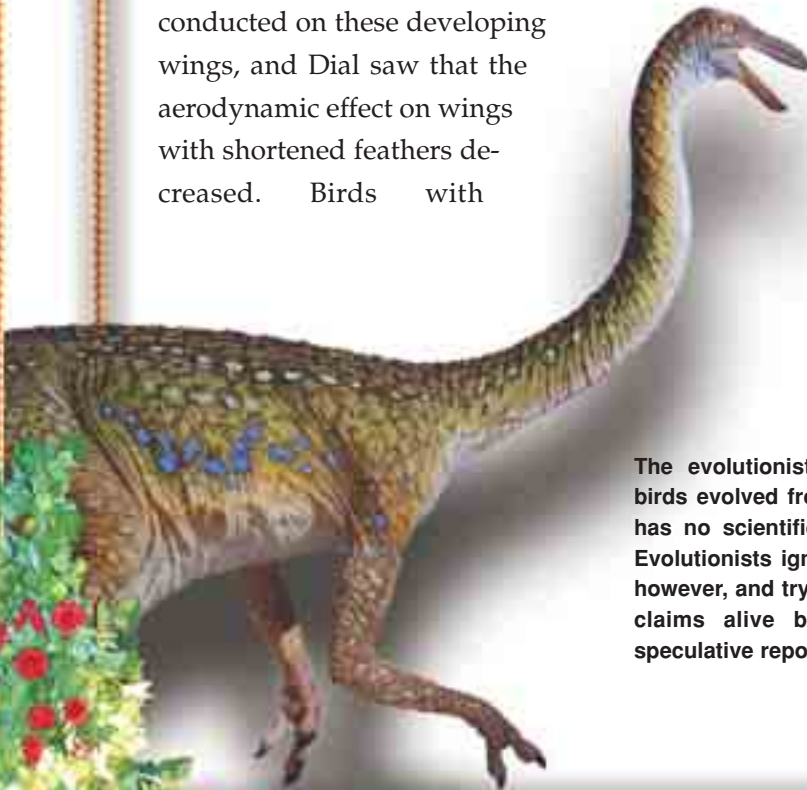 conducted on these developing
wings, and Dial saw that the
aerodynamic effect on wings
with shortened feathers de-
creased. Birds with
The evolutionist
birds evolved fr
has no scientifi
Evolutionists ign
however, and try
claims alive b
speculative repo